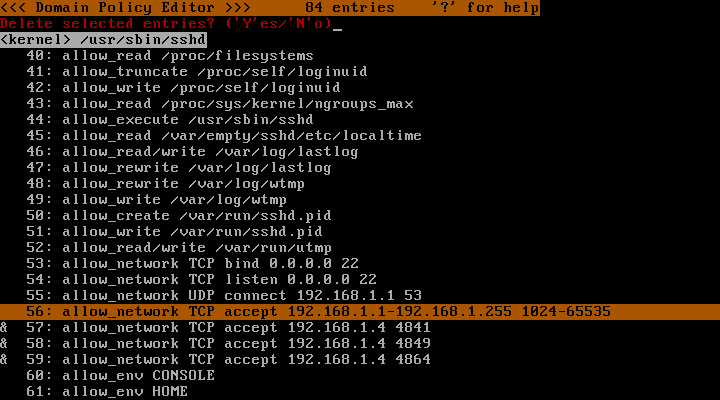 <<< Domain Policy Editor >>>      84 entries    '?' for help
Delete selected entries? ('Y'es/'N'o)_
<kernel> /usr/sbin/sshd
40: allow_read /proc/filesystems
41: allow_truncate /proc/self/loginuid
42: allow_write /proc/self/loginuid
43: allow_read /proc/sys/kernel/ngroups_max
44: allow_execute /usr/sbin/sshd
45: allow_read /var/empty/sshd/etc/localtime
46: allow_read/write /var/log/lastlog
47: allow_rewrite /var/log/lastlog
48: allow_rewrite /var/log/wtmp
49: allow_write /var/log/wtmp
50: allow_create /var/run/sshd.pid
51: allow_write /var/run/sshd.pid
52: allow_read/write /var/run/utmp
53: allow_network TCP bind 0.0.0.0 22
54: allow_network TCP listen 0.0.0.0 22
55: allow_network UDP connect 192.168.1.1 53
56: allow_network TCP accept 192.168.1.1-192.168.1.255 1024-65535
&  57: allow_network TCP accept 192.168.1.4 4841
&  58: allow_network TCP accept 192.168.1.4 4849
&  59: allow_network TCP accept 192.168.1.4 4864
60: allow_env CONSOLE
61: allow_env HOME